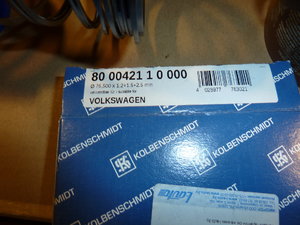 80 00421 1 0 000
Ø 76,500 x 1.2+1.5+2.5 mm
VOLKSWAGEN
4 028977 763021
KOLBENSCHMIDT
KOLBENSCHMIDT
KOLBENSCHMIDT
KOLBENSCHMIDT